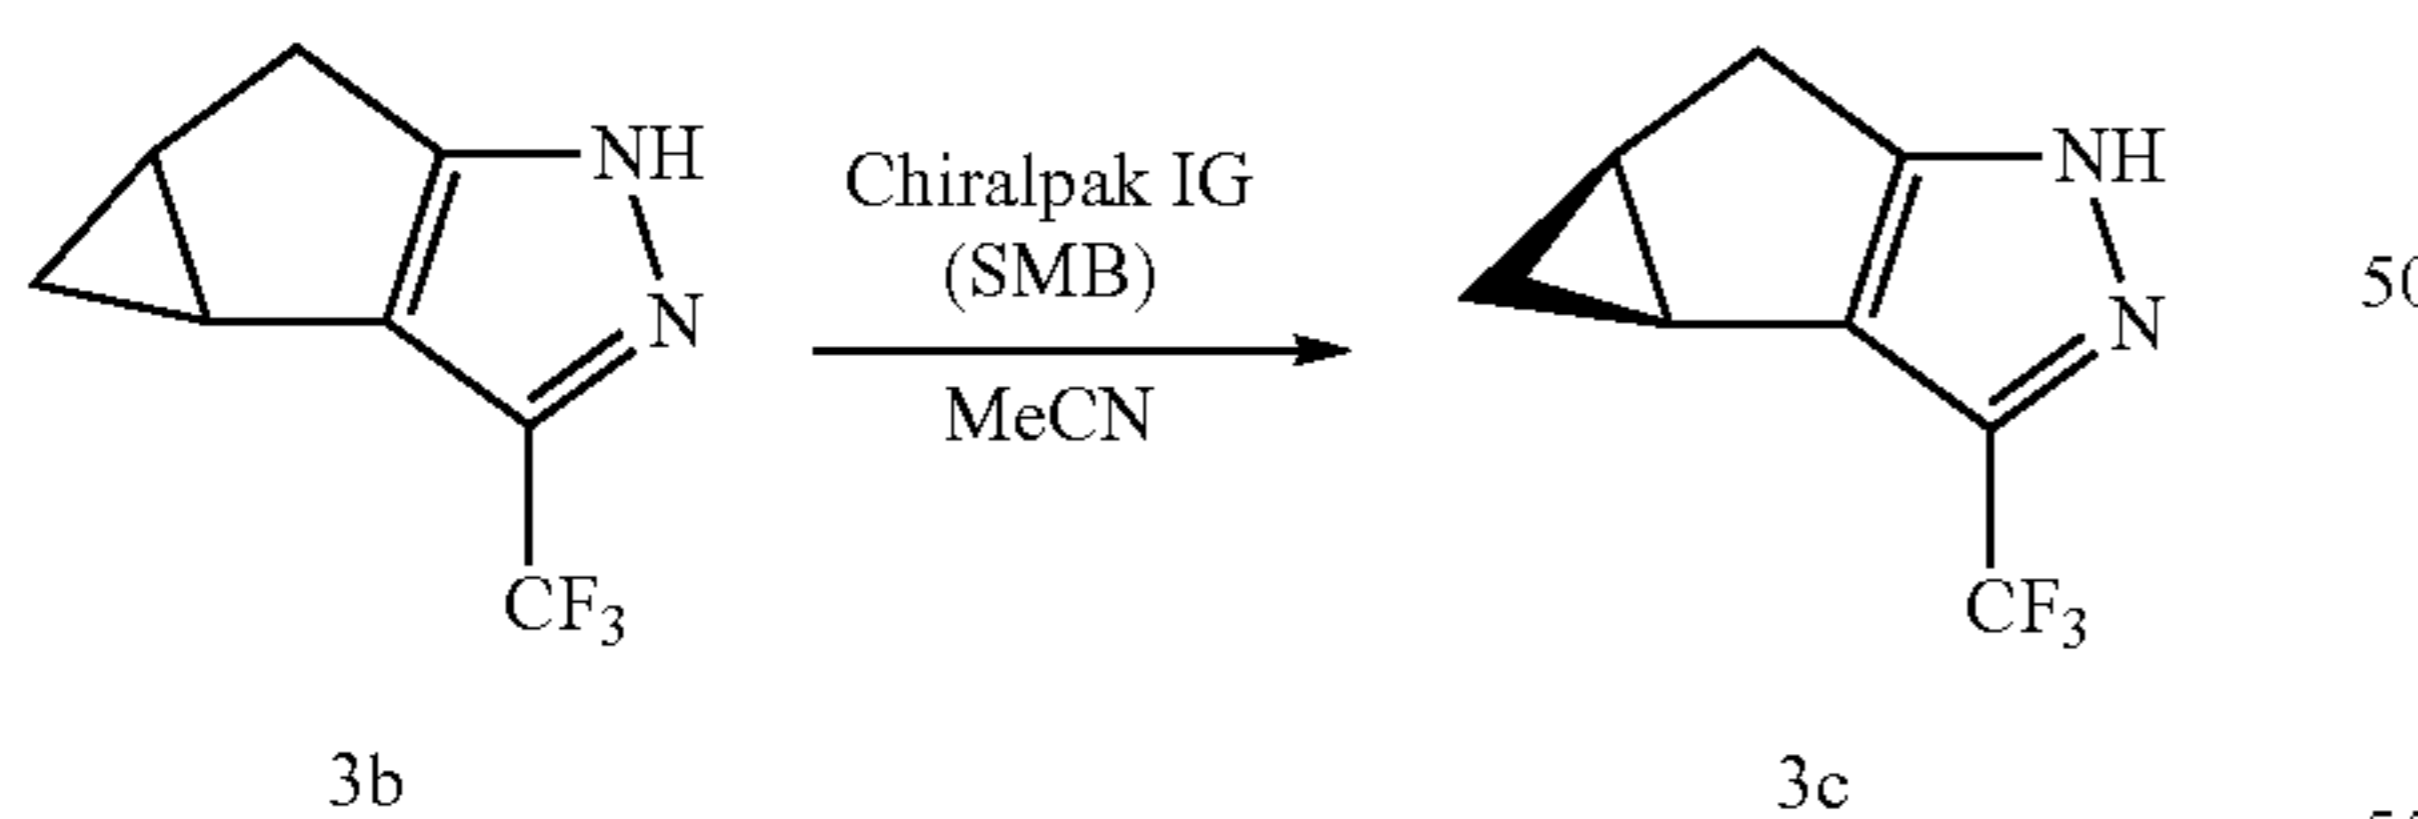 NH
N
CF3
3b
Chiralpak IG
(SMB)
MeCN
NH
N
CF3
3c